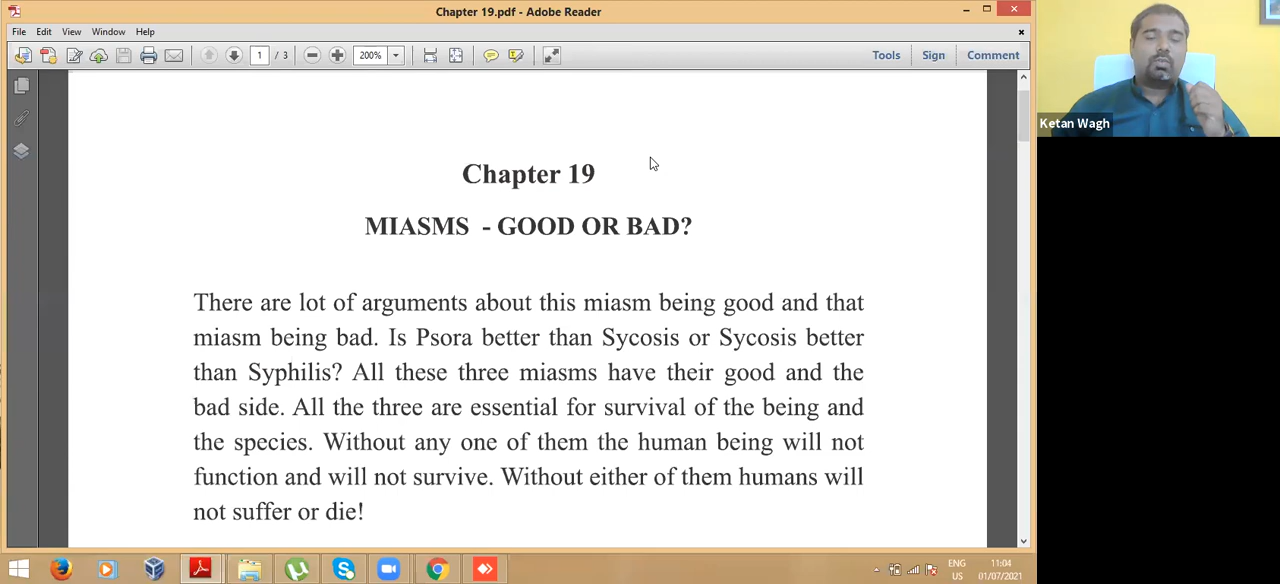 Chapter 19.pdf - Adobe Reader
File Edit View Window Help
1 / 3 200% Tools Sign Comment
Ketan Wagh
Chapter 19
MIASMS - GOOD OR BAD?
There are lot of arguments about this miasm being good and that
miasm being bad. Is Psora better than Sycosis or Sycosis better
than Syphilis? All these three miasms have their good and the
bad side. All the three are essential for survival of the being and
the species. Without any one of them the human being will not
function and will not survive. Without either of them humans will
not suffer or die!
ENG 11:04
US 01/07/2021